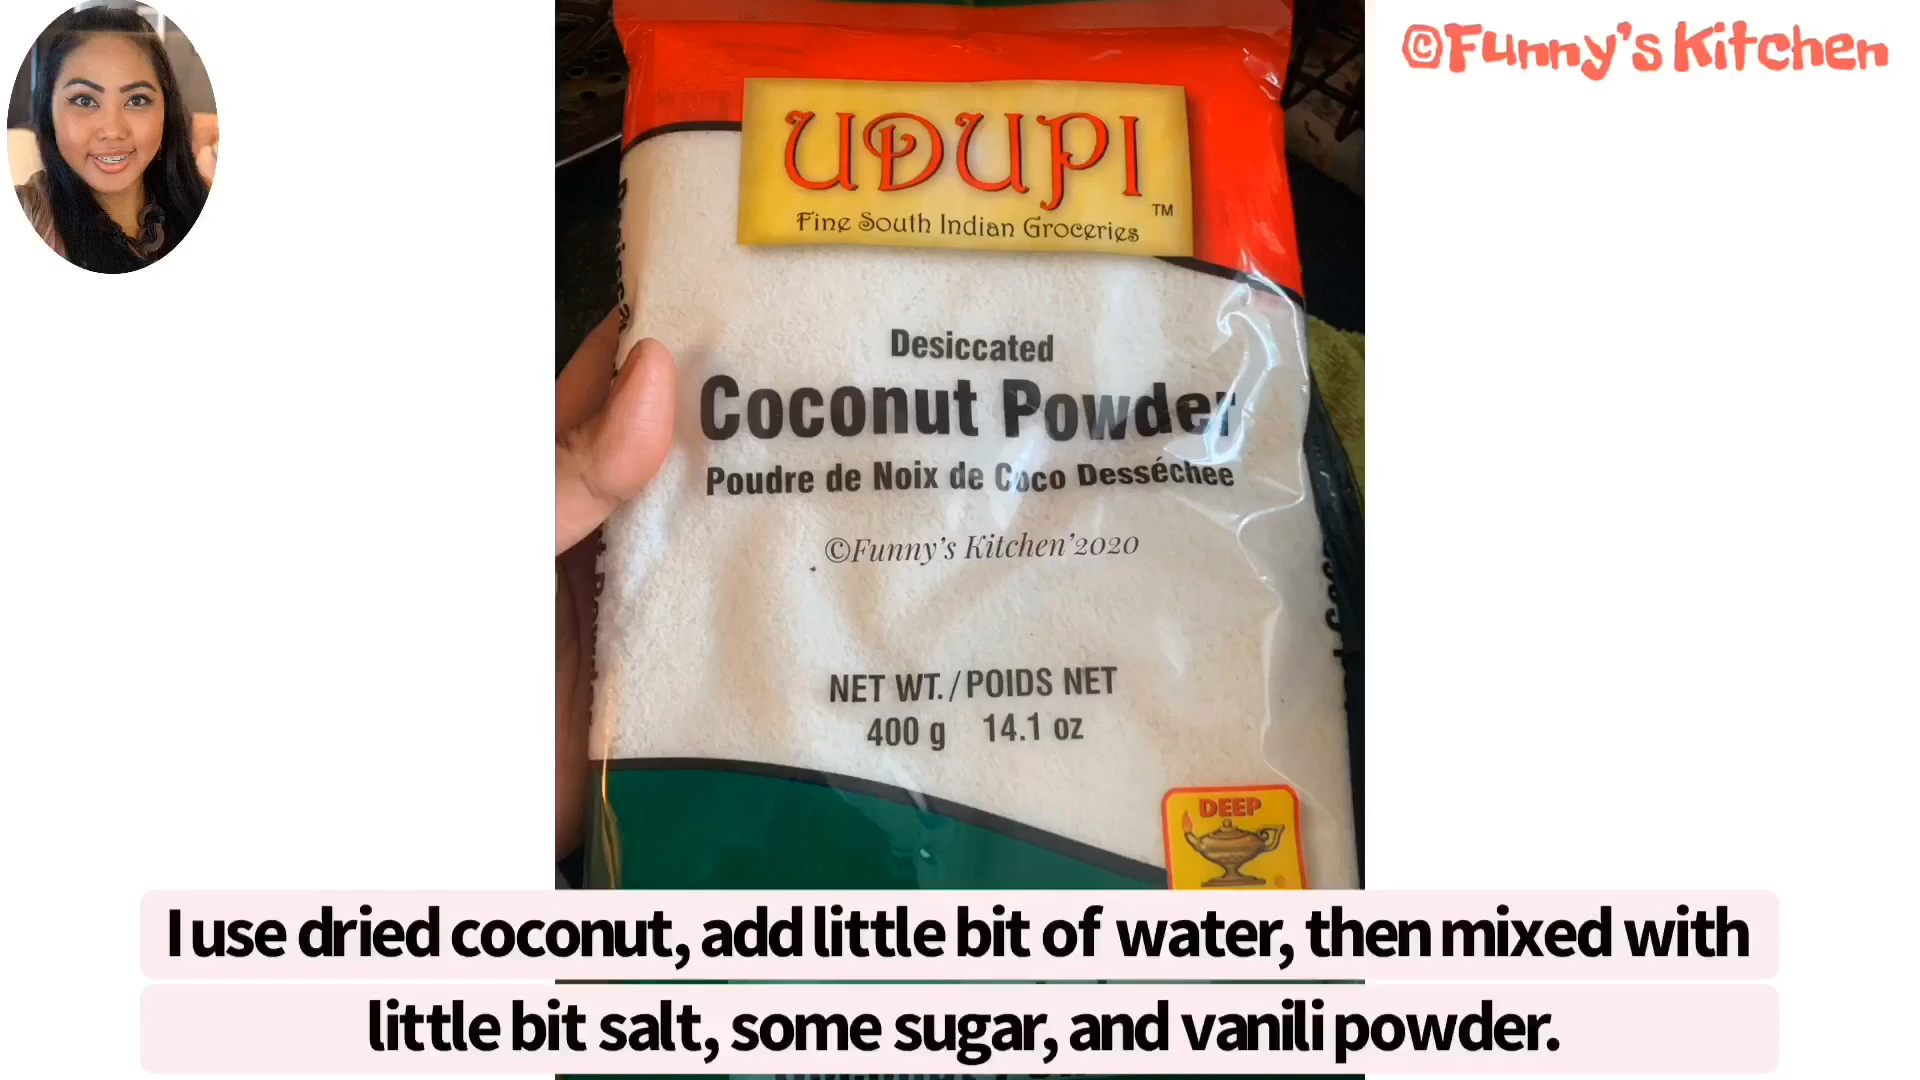 ©Funny's Kitchen
UDUPI
TM
Fine South Indian Groceries
Desiccated
Coconut Powder
Poudre de Noix de Coco Desséchee
©Funny's Kitchen'2020
NET WT./POIDS NET
400 g 14.1 oz
DEEP
I use dried coconut, add little bit of water, then mixed with
little bit salt, some sugar, and vanili powder.